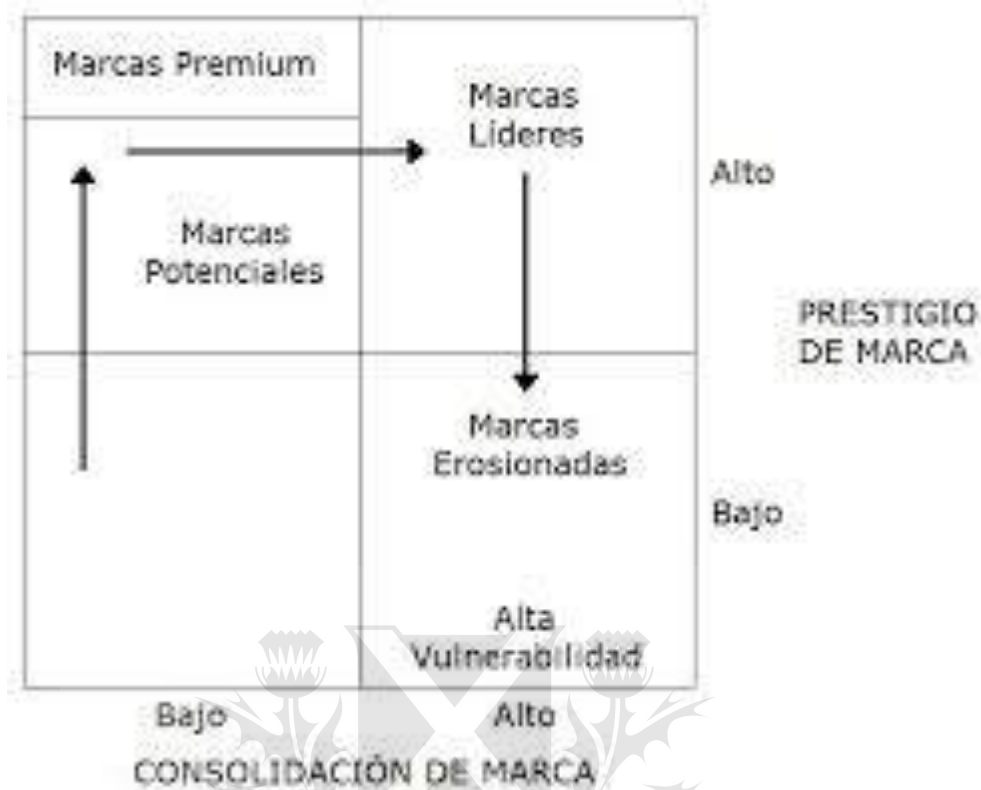 Marcas Premium
Marcas
Líderes
Alto
Marcas
Potenciales
PRESTIGIO
DE MARCA
Marcas
Erosionadas
Bajo
Alta
Vulnerabilidad
Bajo
Alto
CONSOLIDACIÓN DE MARCA